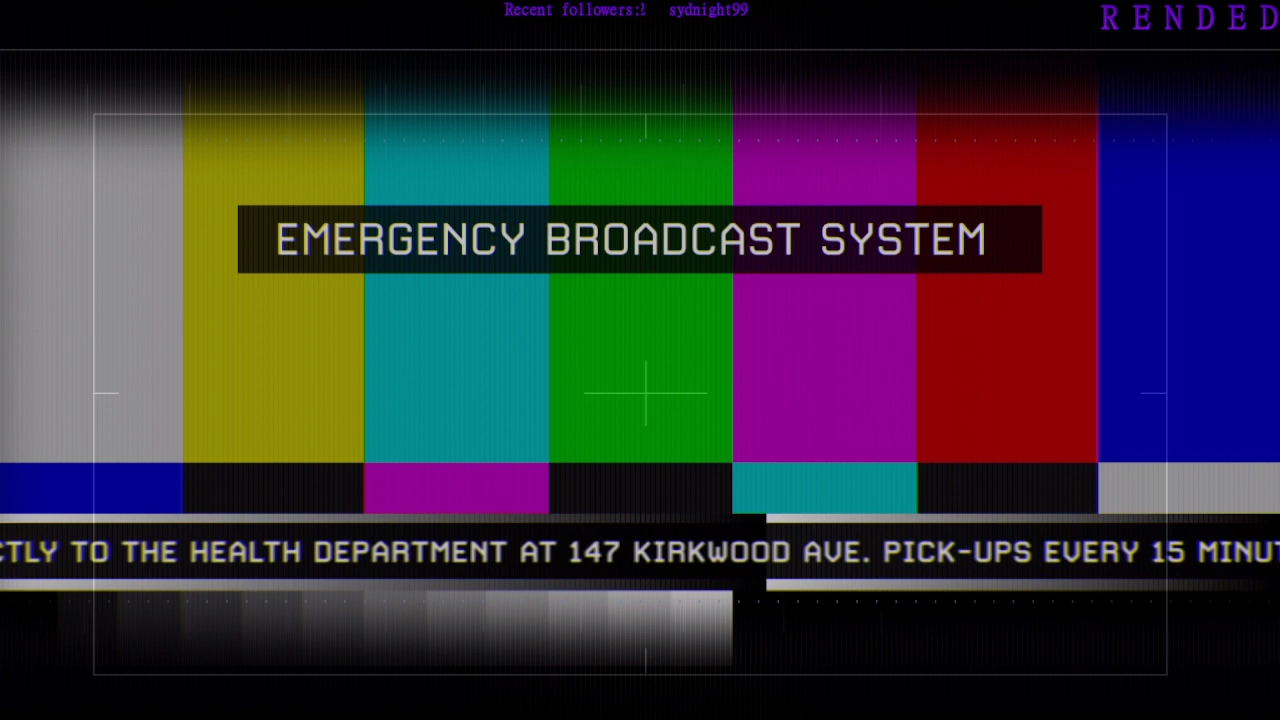 Recent followers:! sydnight99
RENDED
EMERGENCY BROADCAST SYSTEM
CTLY TO THE HEALTH DEPARTMENT AT 147 KIRKWOOD AVE. PICK-UPS EVERY 15 MINUT